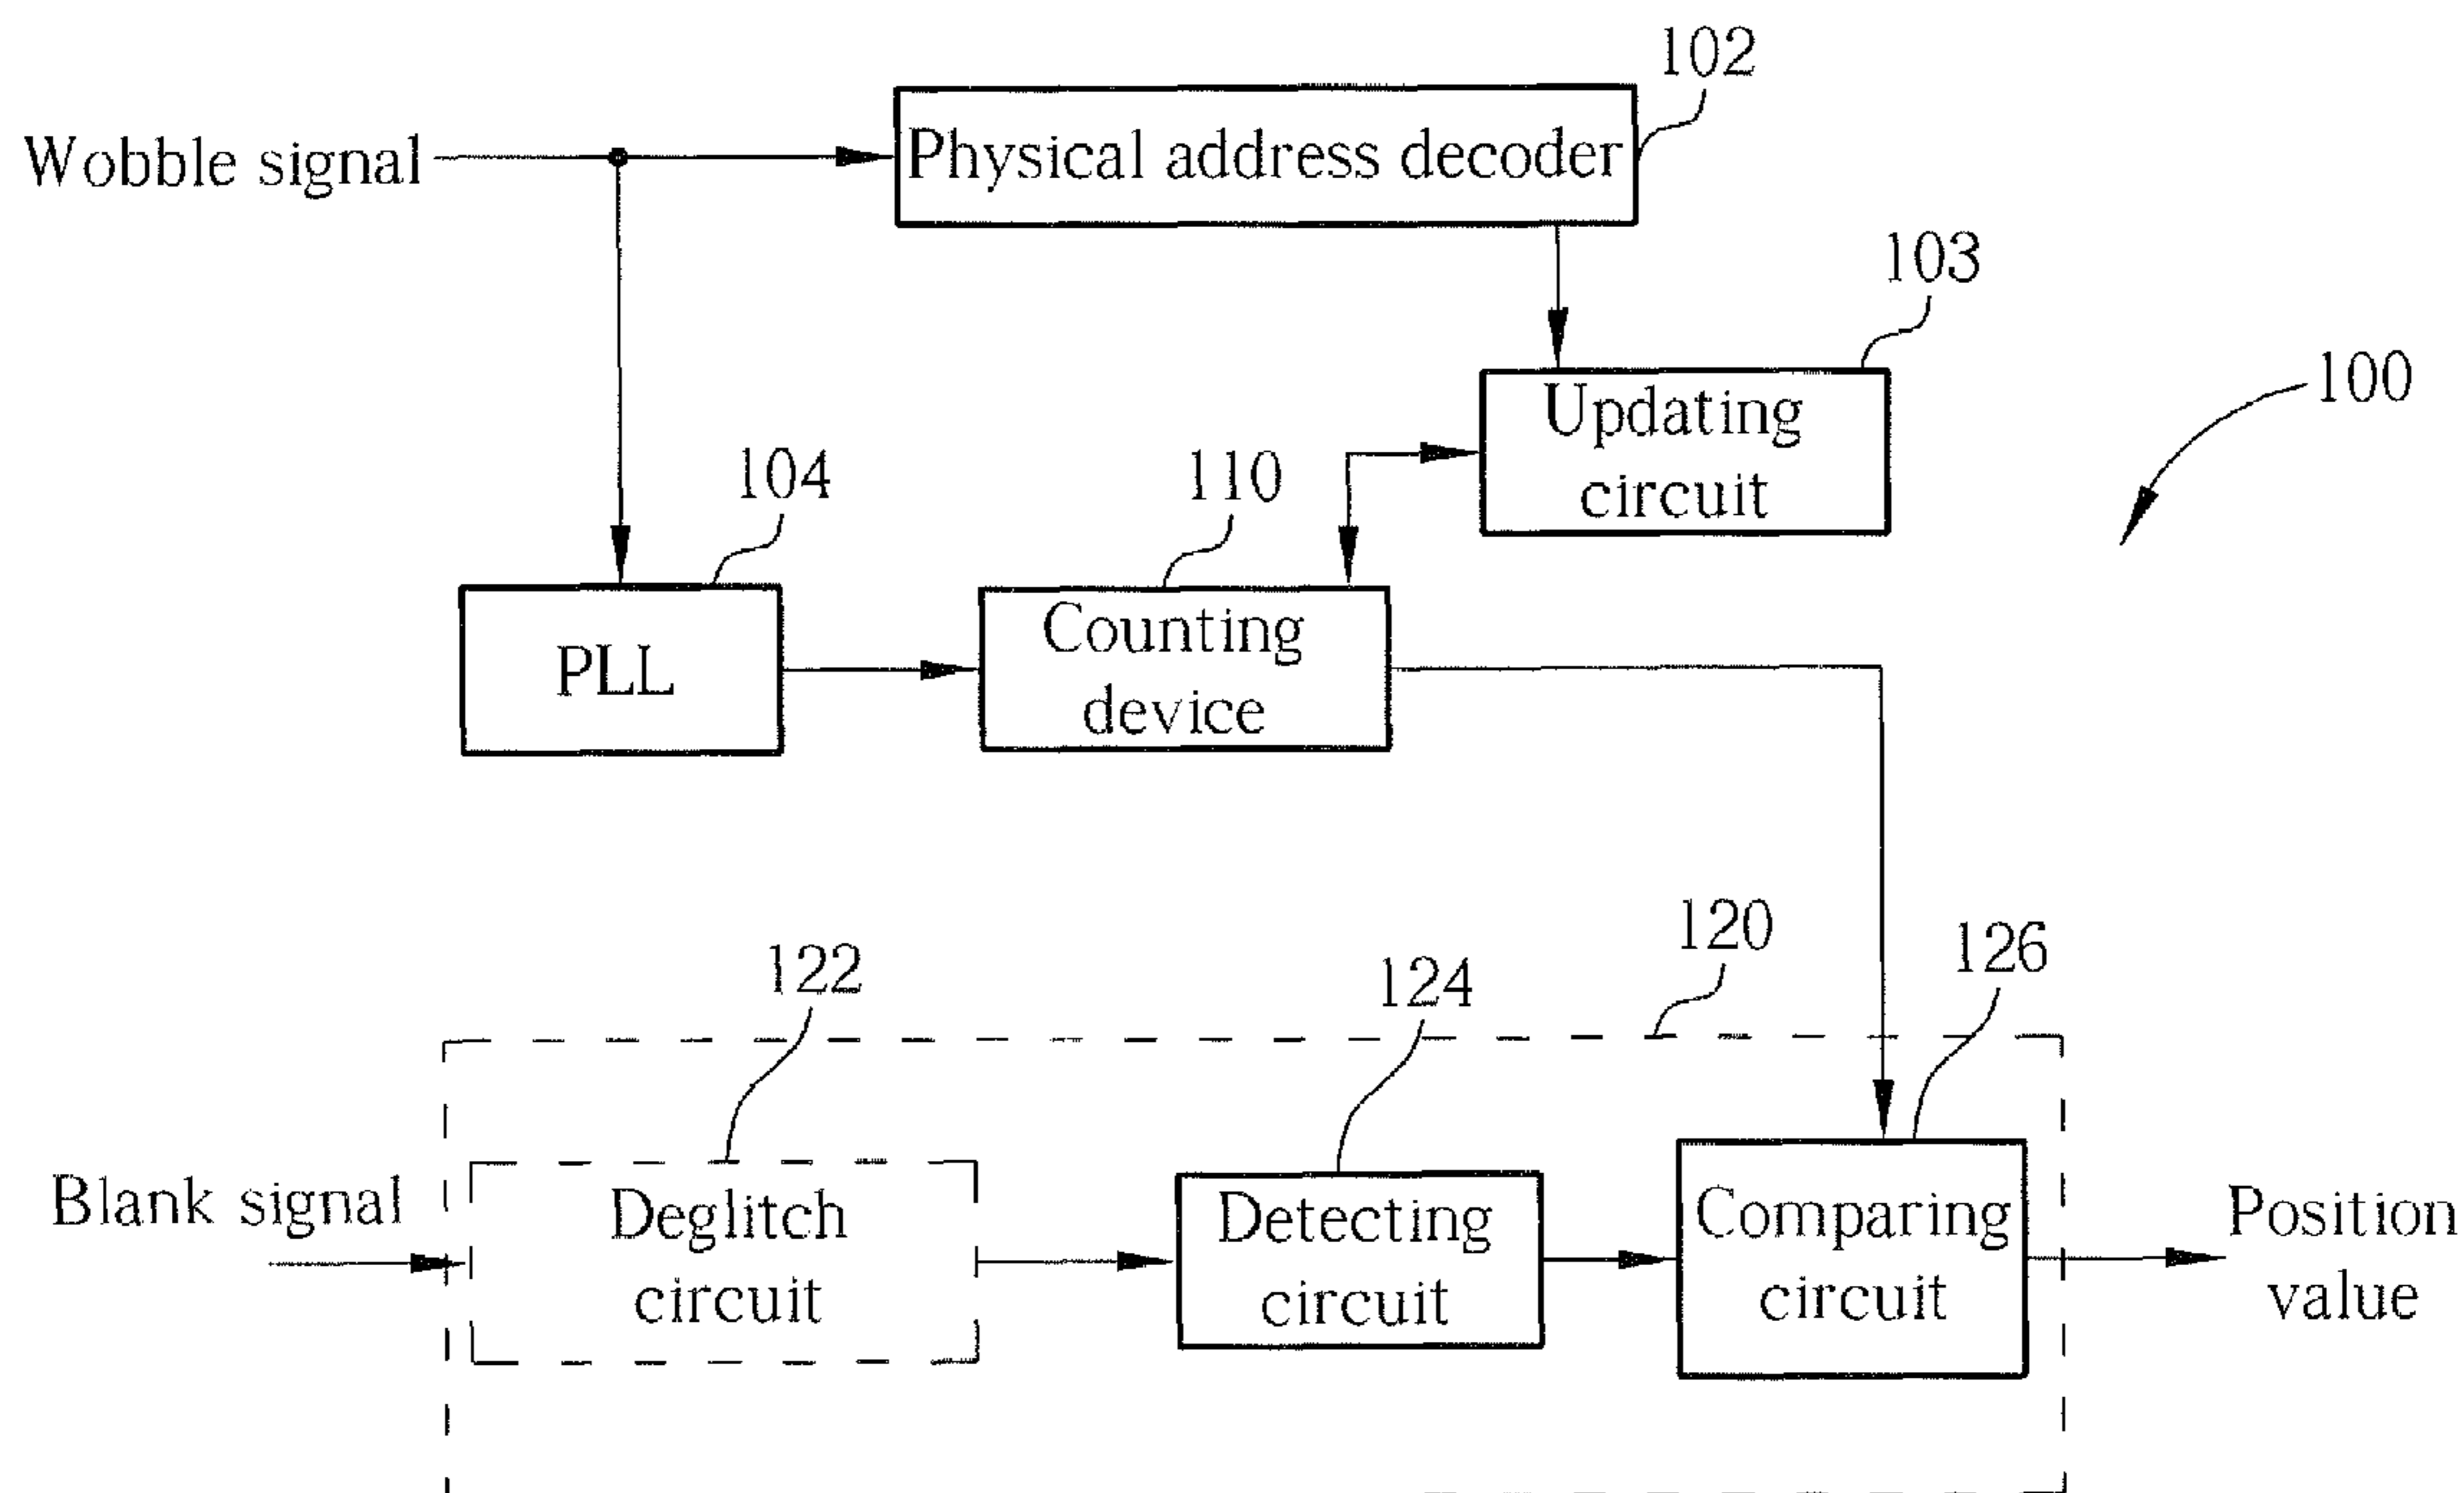 102
Wobble signal
Physical address decoder
103
100
Updating
circuit
104
110
PLL
Counting
device
120
126
122
124
Blank signal
Deglitch
circuit
Detecting
circuit
Comparing
circuit
Position
value